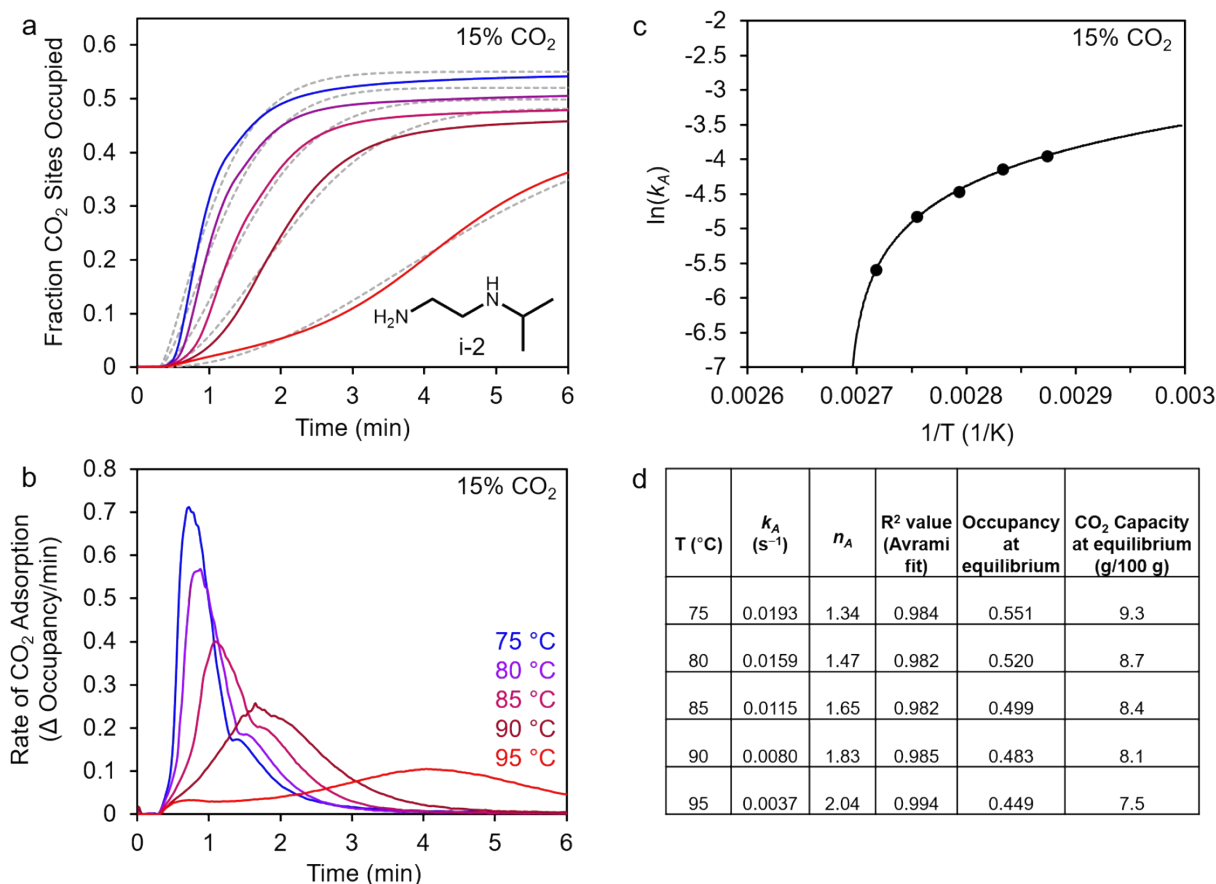 a
15% CO₂
Fraction CO₂ Sites Occupied
0.6
0.5
0.4
0.3
0.2
0.1
0
0 1 2 3 4 5 6
Time (min)
H₂N
H
N
i-2
b
15% CO₂
Rate of CO₂ Adsorption
(Δ Occupancy/min)
0.8
0.7
0.6
0.5
0.4
0.3
0.2
0.1
0
75 °C
80 °C
85 °C
90 °C
95 °C
0 1 2 3 4 5 6
Time (min)
c
15% CO₂
ln(kA)
-2
-2.5
-3
-3.5
-4
-4.5
-5
-5.5
-6
-6.5
-7
0.0026 0.0027 0.0028 0.0029 0.003
1/T (1/K)
d
T (°C) kA (s⁻¹) nA R² value (Avrami fit) Occupancy at equilibrium CO₂ Capacity at equilibrium (g/100 g)
75 0.0193 1.34 0.984 0.551 9.3
80 0.0159 1.47 0.982 0.520 8.7
85 0.0115 1.65 0.982 0.499 8.4
90 0.0080 1.83 0.985 0.483 8.1
95 0.0037 2.04 0.994 0.449 7.5